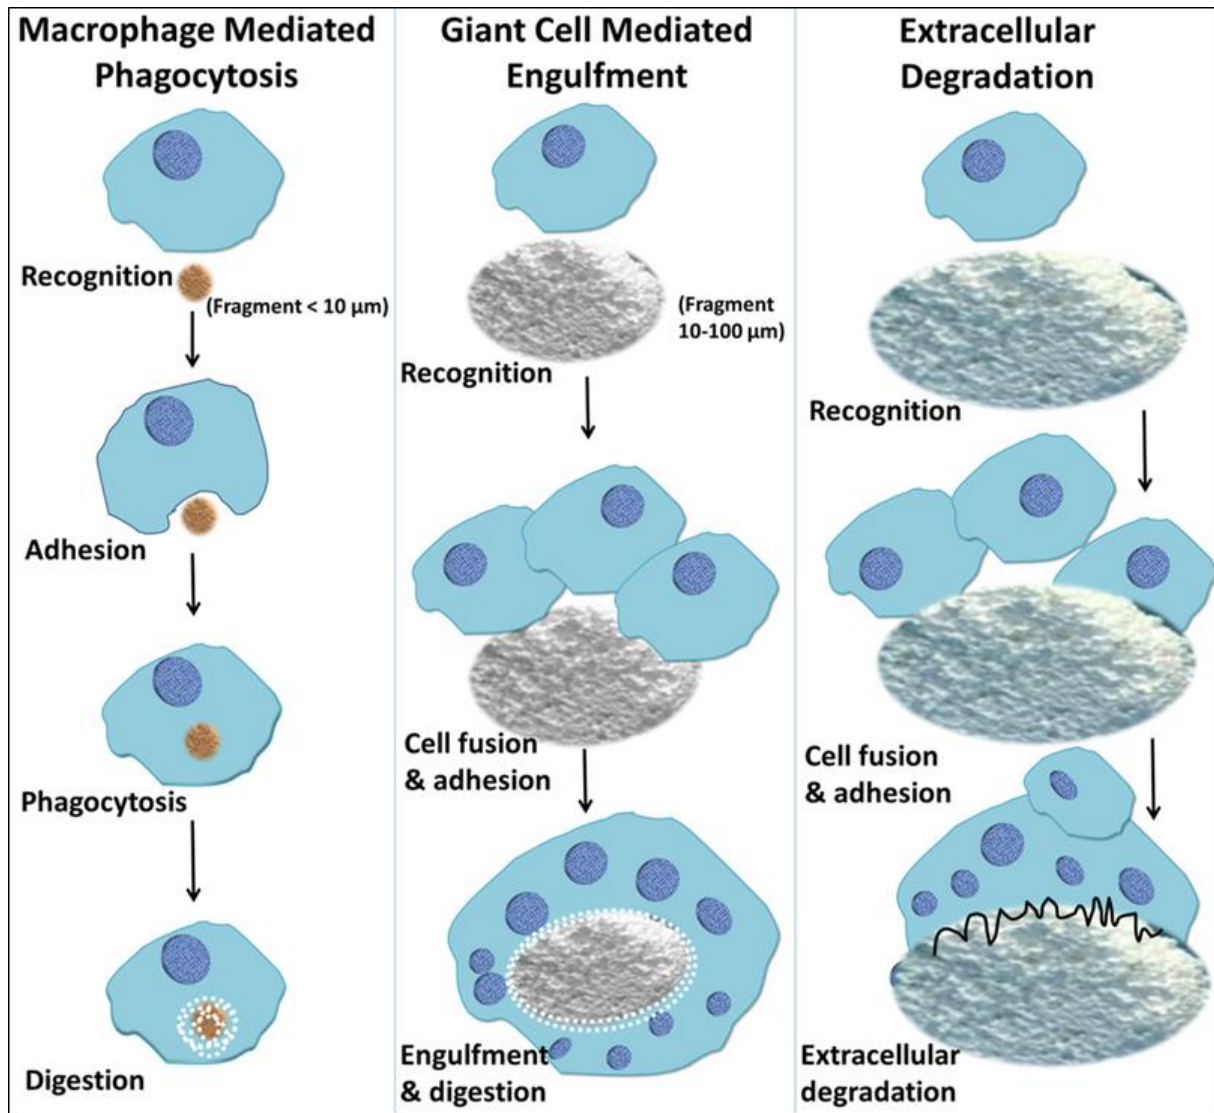 Macrophage Mediated
Phagocytosis
Recognition
(Fragment < 10 μm)
Adhesion
Phagocytosis
Digestion
Giant Cell Mediated
Engulfment
(Fragment
10-100 μm)
Recognition
Cell fusion
& adhesion
Engulfment
& digestion
Extracellular
Degradation
Recognition
Cell fusion
& adhesion
Extracellular
degradation